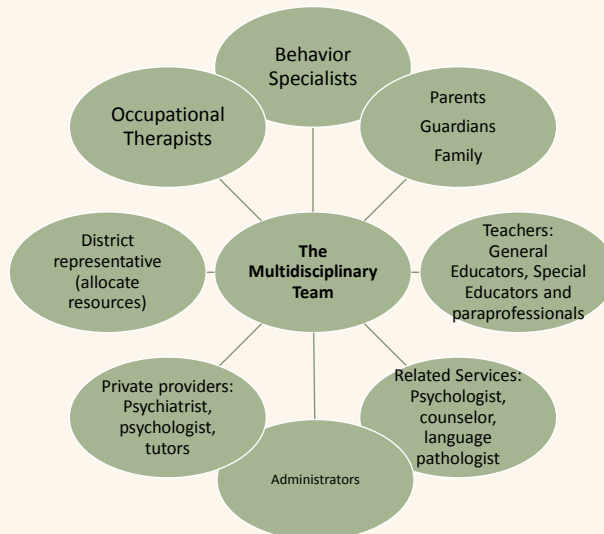 Behavior
Specialists
Occupational
Therapists
Parents
Guardians
Family
District
representative
(allocate
resources)
The
Multidisciplinary
Team
Teachers:
General
Educators, Special
Educators and
paraprofessionals
Private providers:
Psychiatrist,
psychologist,
tutors
Related Services:
Psychologist,
counselor,
language
pathologist
Administrators